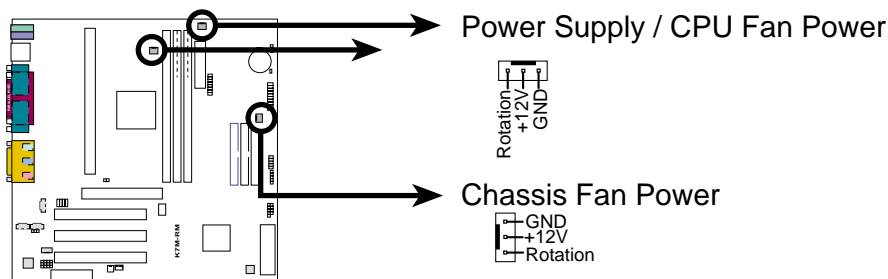 Power Supply / CPU Fan Power
Rotation
+12V
GND
Chassis Fan Power
GND
+12V
Rotation
K7M-RM